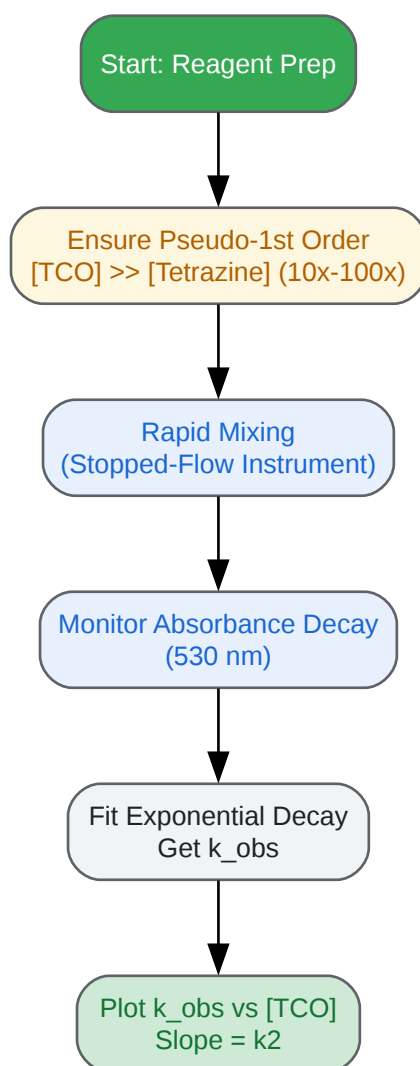 Start: Reagent Prep
Ensure Pseudo-1st Order
[TCO] >> [Tetrazine] (10x-100x)
Rapid Mixing
(Stopped-Flow Instrument)
Monitor Absorbance Decay
(530 nm)
Fit Exponential Decay
Get k_obs
Plot k_obs vs [TCO]
Slope = k2